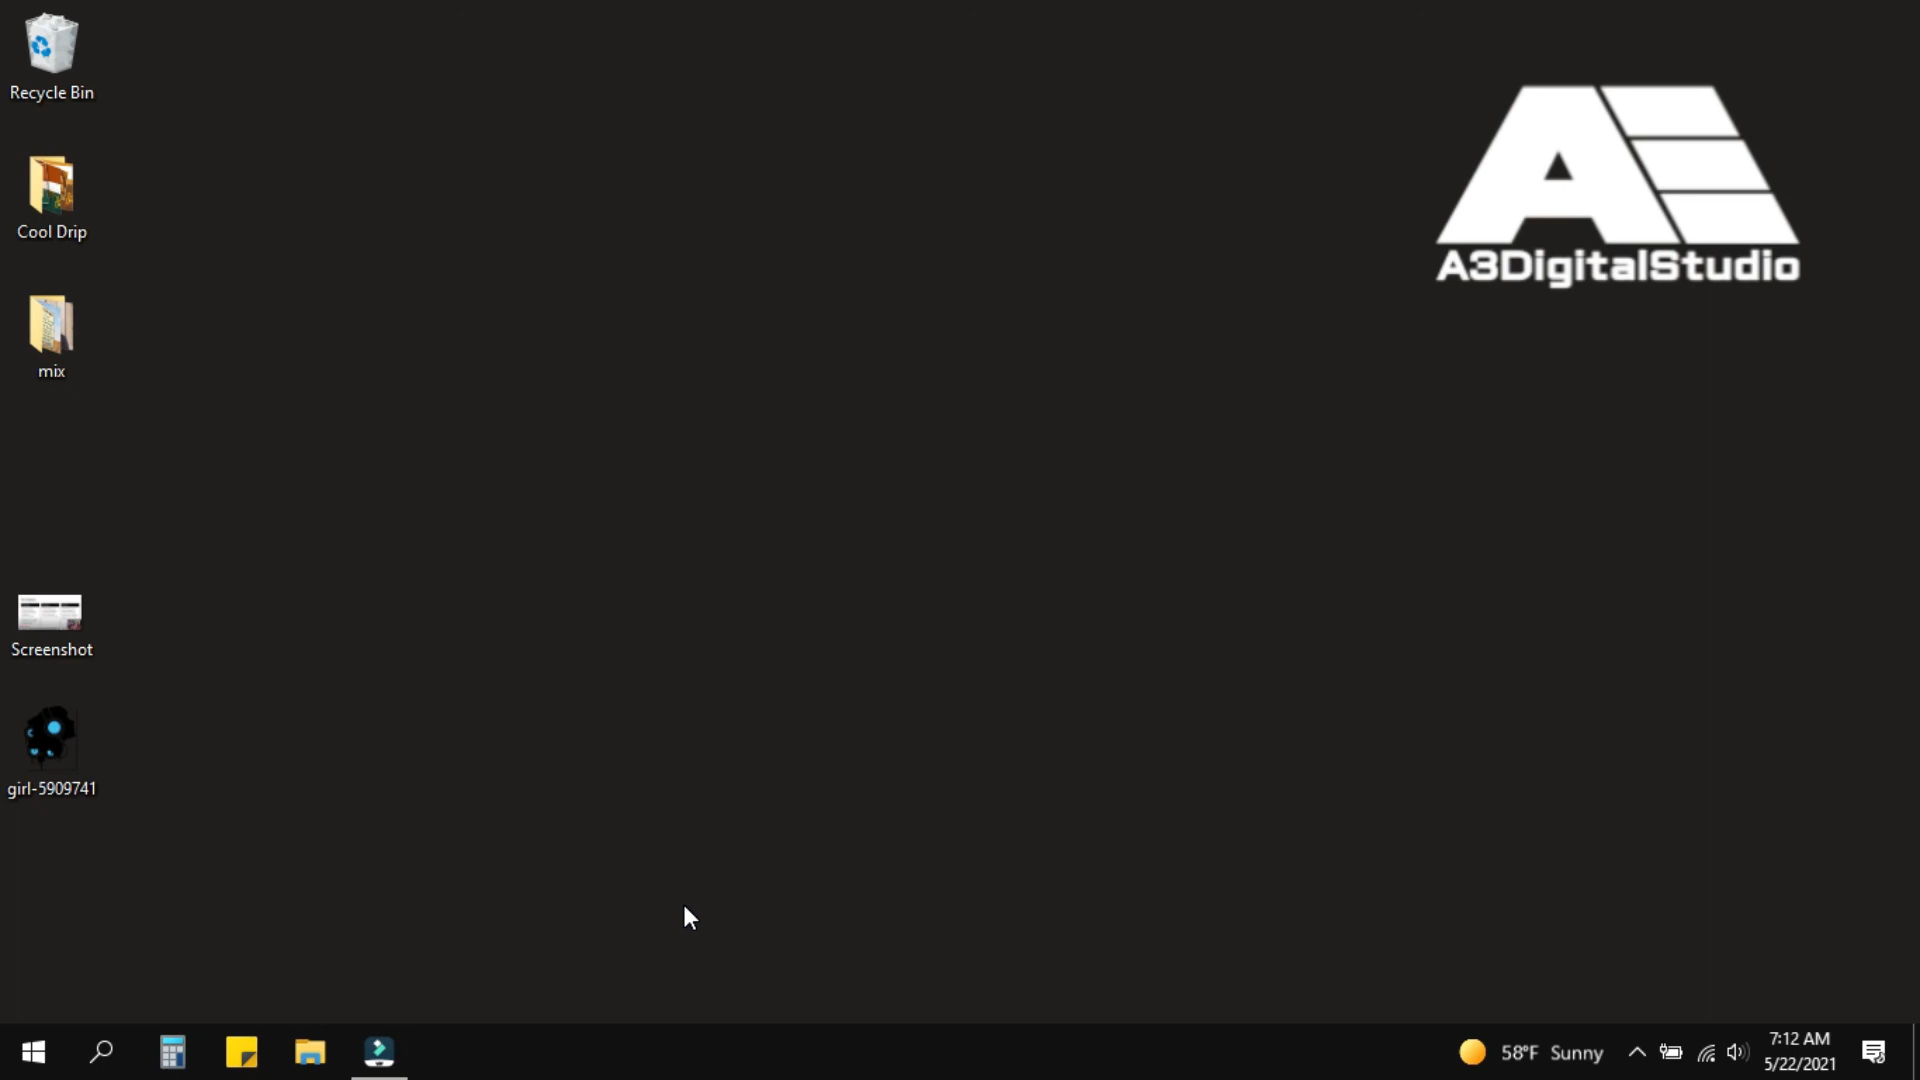 Recycle Bin
Cool Drip
mix
Screenshot
girl-5909741
A3DigitalStudio
58°F Sunny
7:12 AM
5/22/2021